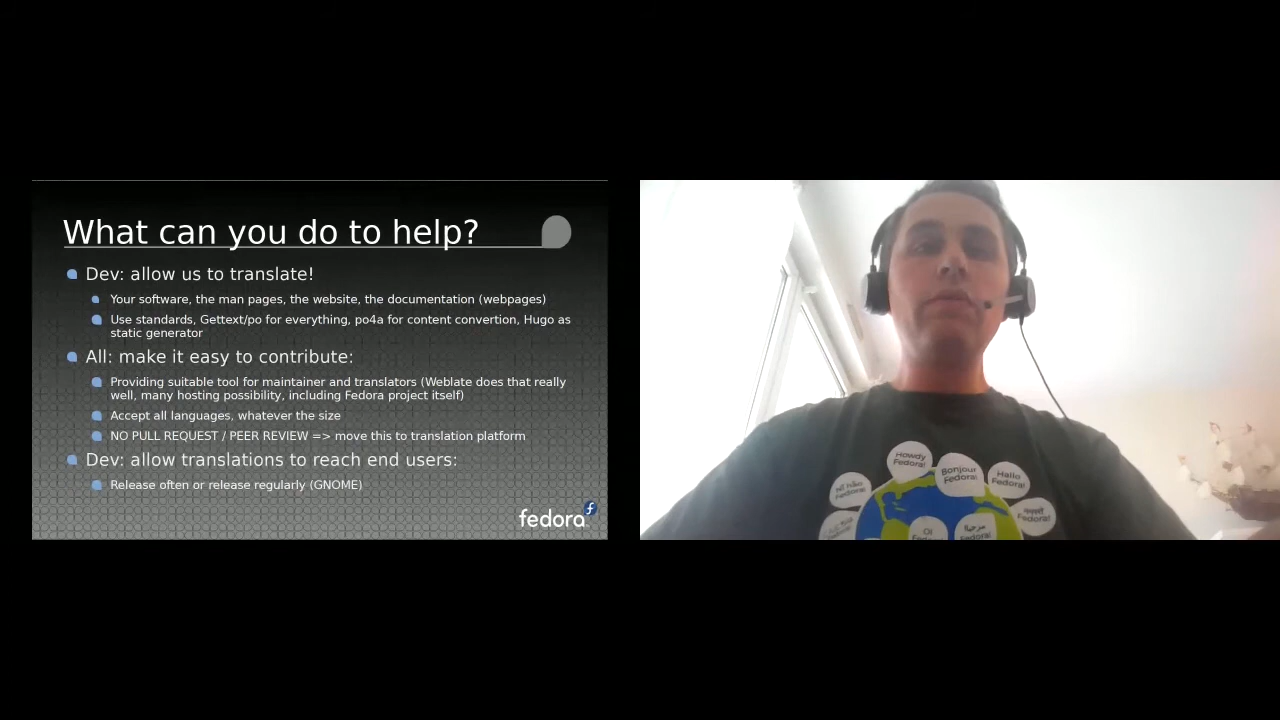 What can you do to help?
Dev: allow us to translate!
Your software, the man pages, the website, the documentation (webpages)
Use standards, Gettext/po for everything, po4a for content convertion, Hugo as
static generator
All: make it easy to contribute:
Providing suitable tool for maintainer and translators (Weblate does that really
well, many hosting possibility, including Fedora project itself)
Accept all languages, whatever the size
NO PULL REQUEST / PEER REVIEW => move this to translation platform
Dev: allow translations to reach end users:
Release often or release regularly (GNOME)
fedora
Howdy
Fedora!
Bonjour
Fedora!
Hallo
Fedora!
Fedora!
Fedora!
Oi
مرحبا
Fedora!